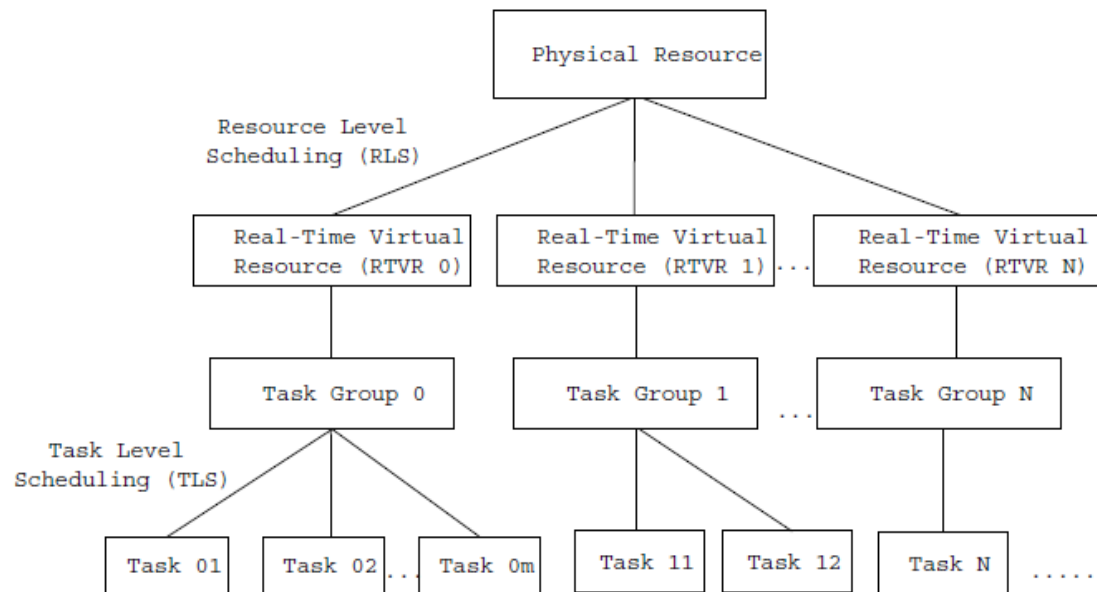 Physical Resource
Resource Level
Scheduling (RLS)
Real-Time Virtual
Resource (RTVR 0)
Real-Time Virtual
Resource (RTVR 1)
...
Real-Time Virtual
Resource (RTVR N)
Task Group 0
Task Group 1
...
Task Group N
Task Level
Scheduling (TLS)
Task 01
Task 02
...
Task 0m
Task 11
Task 12
Task N
.....